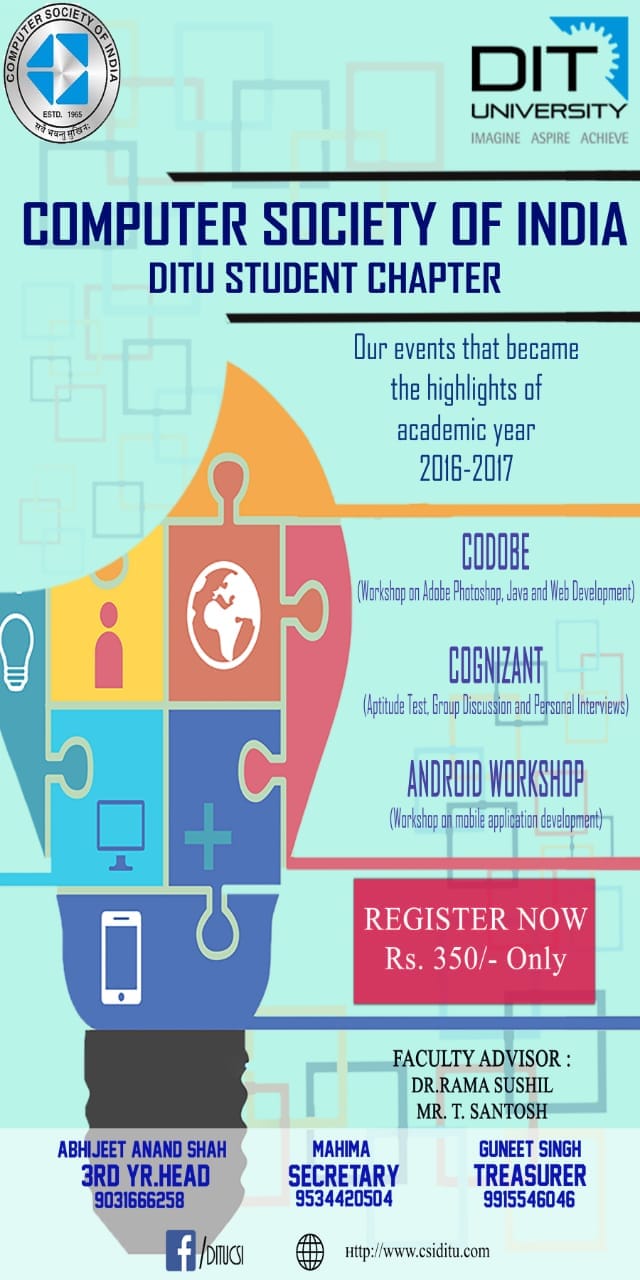 COMPUTER SOCIETY OF INDIA
ESTD. 1965
सर्वे भवन्तु सुखिनः
DIT
UNIVERSITY
IMAGINE ASPIRE ACHIEVE
COMPUTER SOCIETY OF INDIA
DITU STUDENT CHAPTER
Our events that became
the highlights of
academic year
2016-2017
CODOBE
(Workshop on Adobe Photoshop, Java and Web Development)
COGNIZANT
(Aptitude Test, Group Discussion and Personal Interviews)
ANDROID WORKSHOP
(Workshop on mobile application development)
REGISTER NOW
Rs. 350/- Only
FACULTY ADVISOR :
DR.RAMA SUSHIL
MR. T. SANTOSH
ABHIJEET ANAND SHAH
3RD YR.HEAD
9031666258
MAHIMA
SECRETARY
9534420504
GUNEET SINGH
TREASURER
9915546046
f /DITUCSI
http://www.csiditu.com